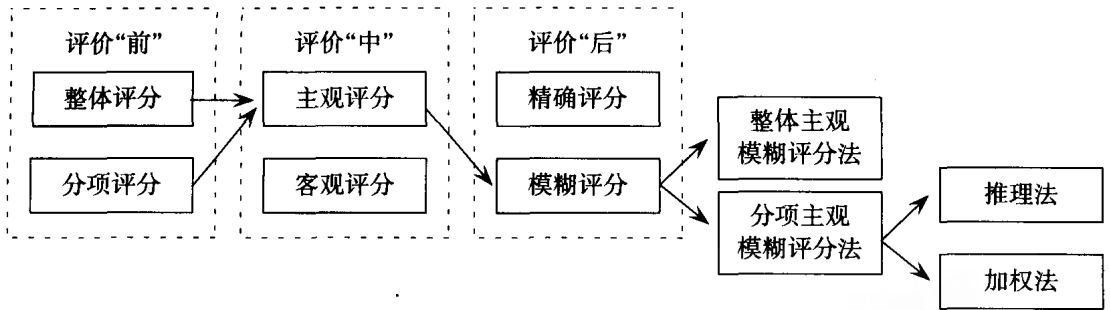 评价“前”
整体评分
分项评分
评价“中”
主观评分
客观评分
评价“后”
精确评分
模糊评分
整体主观
模糊评分法
分项主观
模糊评分法
推理法
加权法